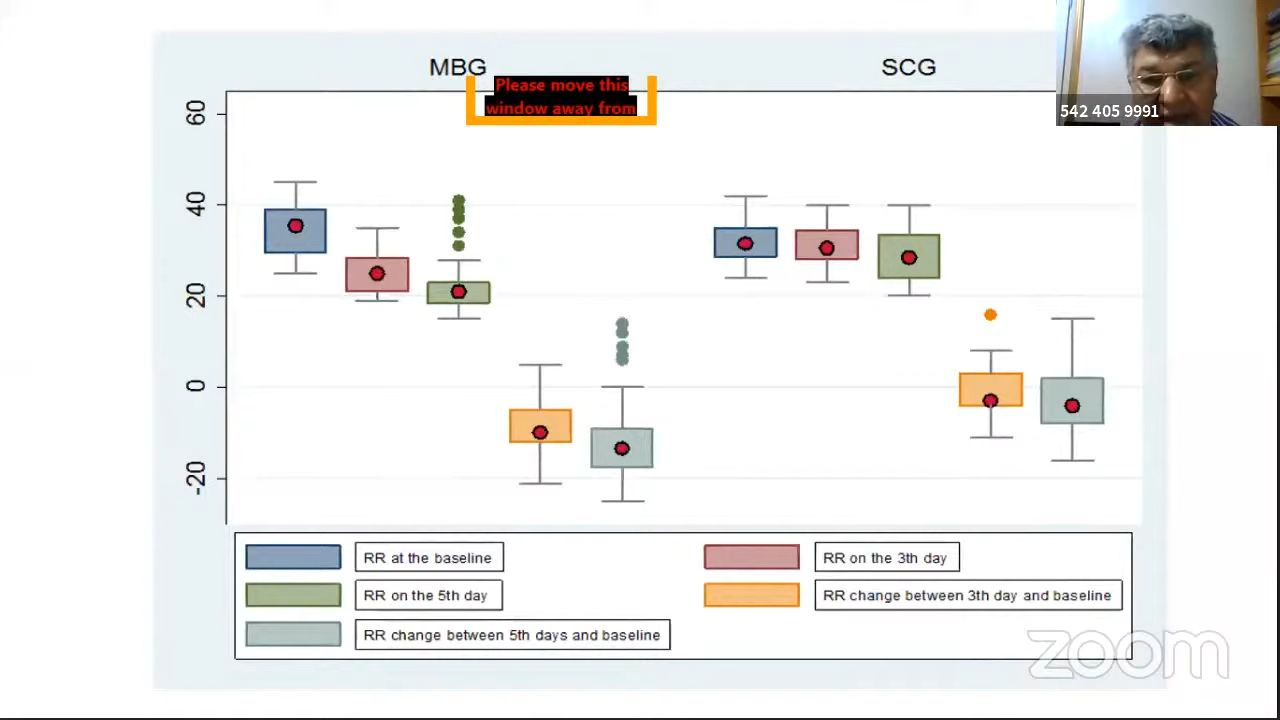 MBG
SCG
Please move this
window away from
542 405 9991
60
40
20
0
-20
RR at the baseline
RR on the 3th day
RR on the 5th day
RR change between 3th day and baseline
RR change between 5th days and baseline
zoom